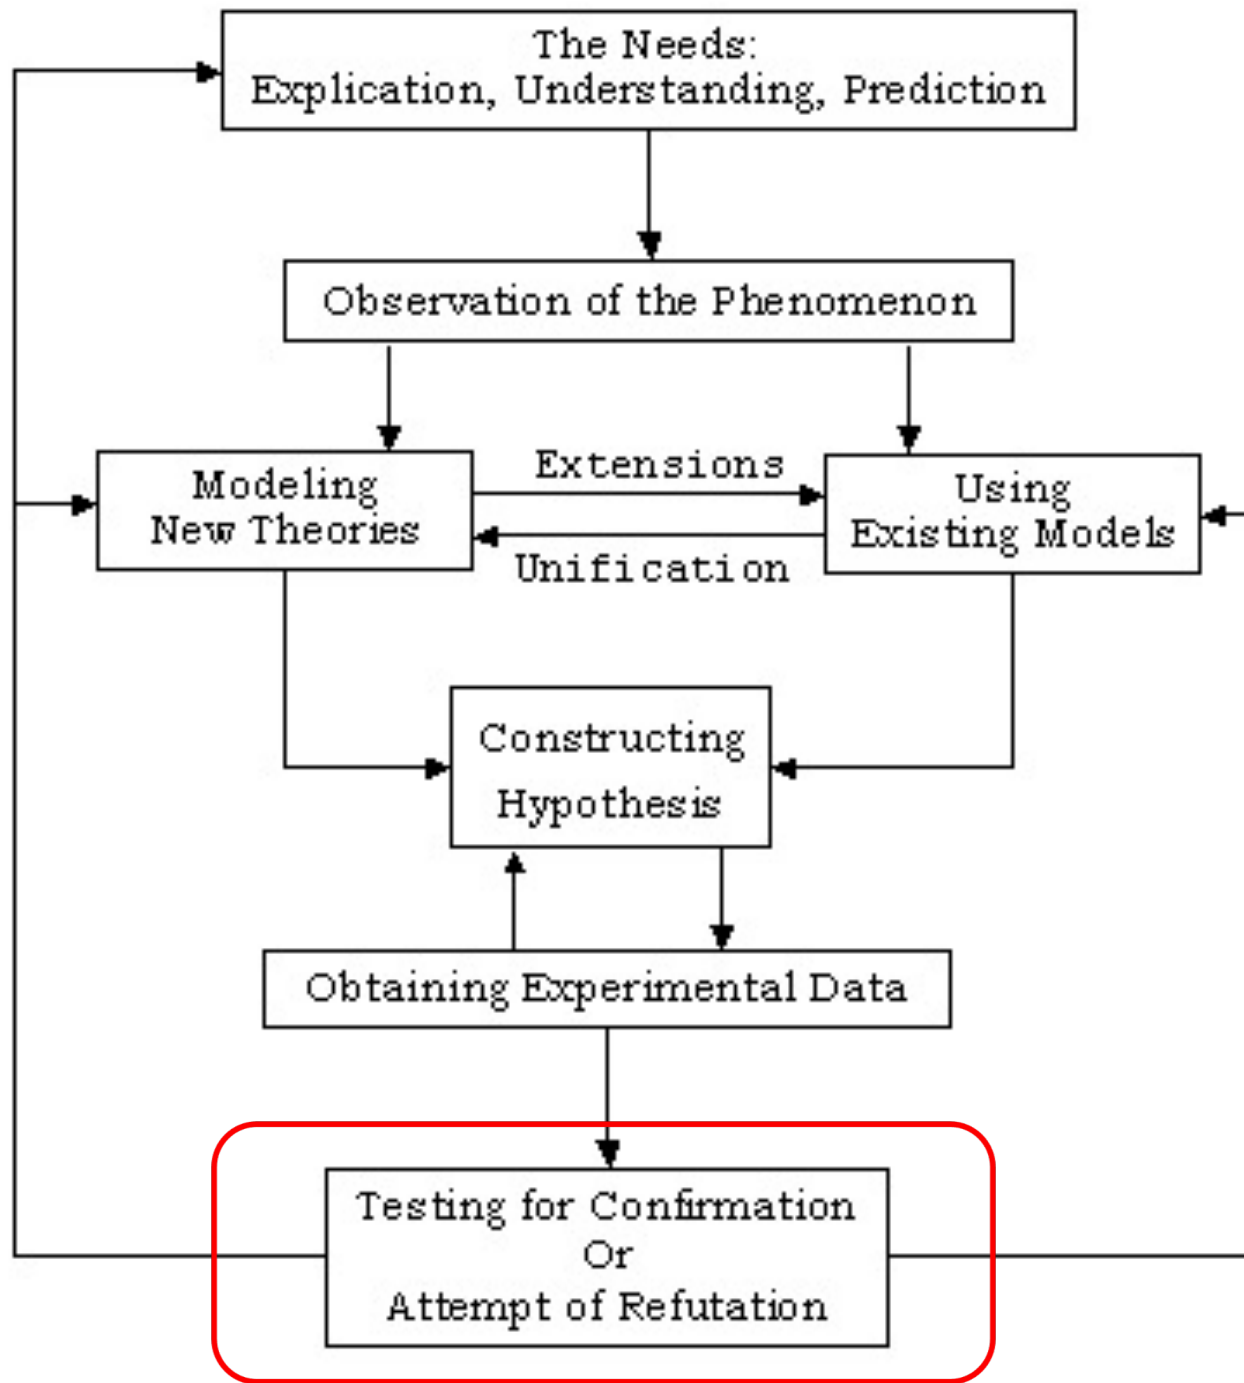 The Needs:
Explication, Understanding, Prediction
Observation of the Phenomenon
Extensions
Modeling
New Theories
Using
Existing Models
Unification
Constructing
Hypothesis
Obtaining Experimental Data
Testing for Confirmation
Or
Attempt of Refutation